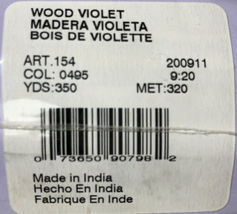 WOOD VIOLET
MADERA VIOLETA
BOIS DE VIOLETTE
ART.154 200911
COL: 0495 9:20
YDS:350 MET:320
0 73650 90798 2
Made in India
Hecho En India
Fabrique En Inde